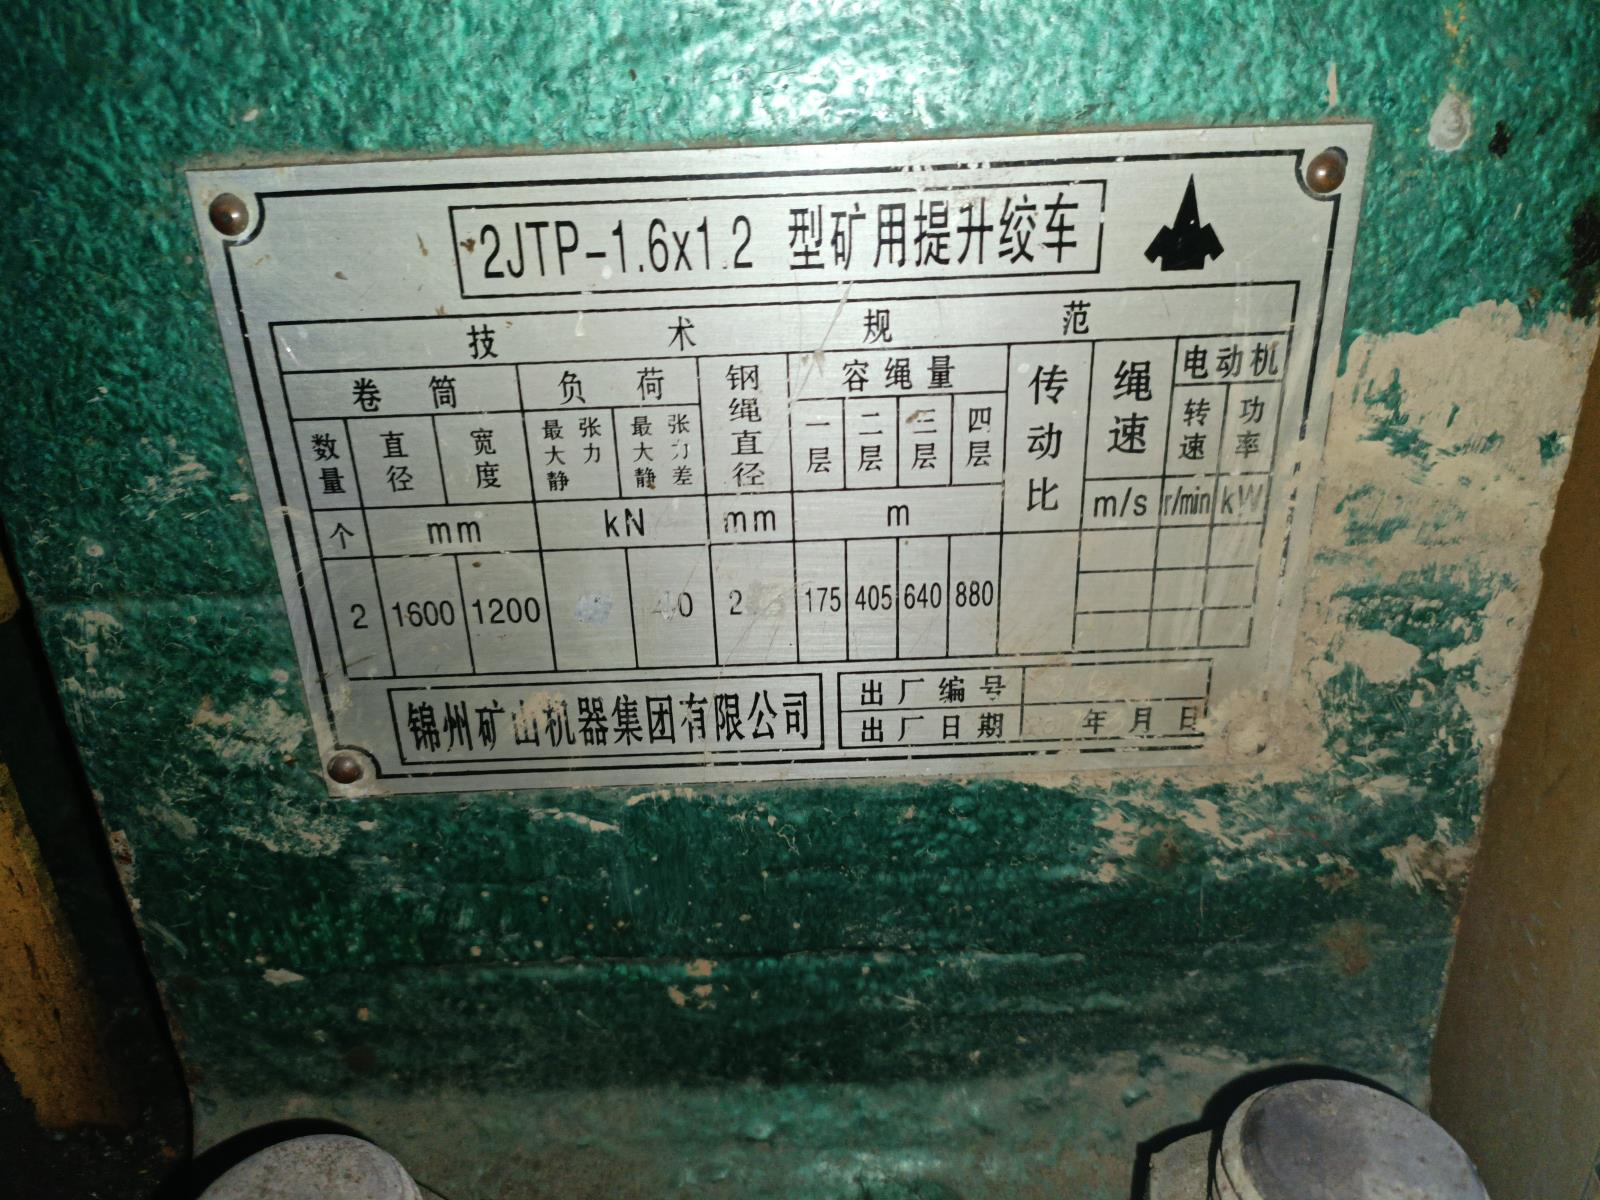 2JTP-1.6x1.2 型矿用提升绞车
技术规范
卷筒 负荷 钢绳直径 容绳量 传动比 绳速 电动机
数量 直径 宽度 最大静张力 最大静张力差 一层 二层 三层 四层 转速 功率
个 mm kN mm m m/s r/min kW
2 1600 1200 40 175 405 640 880
锦州矿山机器集团有限公司
出厂编号
出厂日期 年 月 日